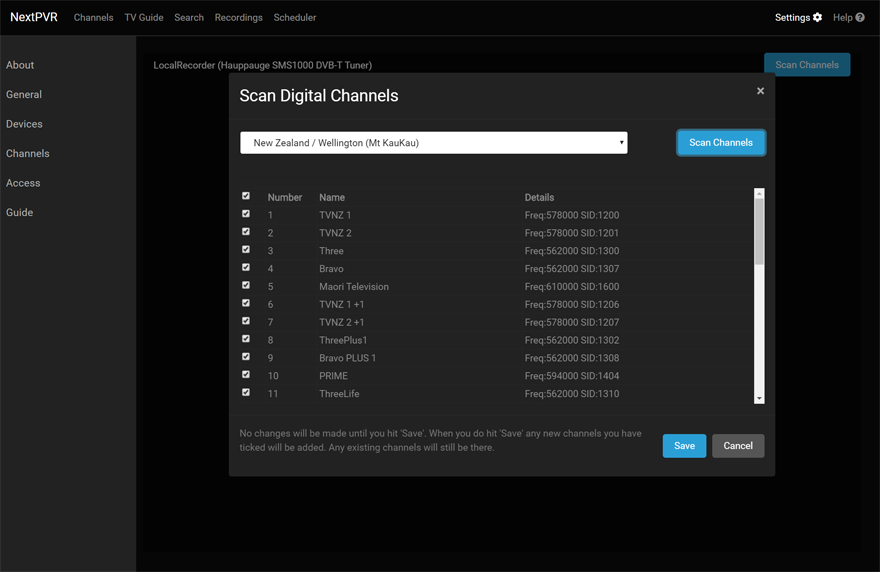 NextPVR Channels TV Guide Search Recordings Scheduler Settings Help
About
General
Devices
Channels
Access
Guide
LocalRecorder (Hauppauge SMS1000 DVB-T Tuner) Scan Channels
Scan Digital Channels ×
New Zealand / Wellington (Mt KauKau) Scan Channels
Number Name Details
1 TVNZ 1 Freq:578000 SID:1200
2 TVNZ 2 Freq:578000 SID:1201
3 Three Freq:562000 SID:1300
4 Bravo Freq:562000 SID:1307
5 Maori Television Freq:610000 SID:1600
6 TVNZ 1 +1 Freq:578000 SID:1206
7 TVNZ 2 +1 Freq:578000 SID:1207
8 ThreePlus1 Freq:562000 SID:1302
9 Bravo PLUS 1 Freq:562000 SID:1308
10 PRIME Freq:594000 SID:1404
11 ThreeLife Freq:562000 SID:1310
No changes will be made until you hit 'Save'. When you do hit 'Save' any new channels you have
ticked will be added. Any existing channels will still be there.
Save Cancel